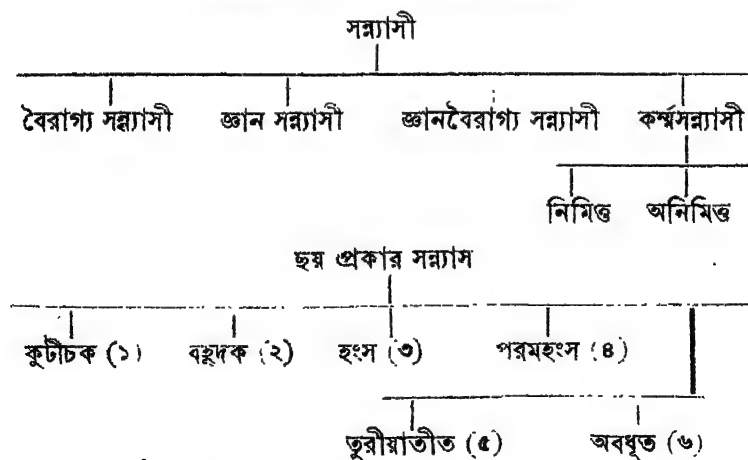 সন্ন্যাসী
বৈরাগ্য সন্ন্যাসী জ্ঞান সন্ন্যাসী জ্ঞানবৈরাগ্য সন্ন্যাসী কর্ম্মসন্ন্যাসী
নিমিত্ত অনিমিত্ত
ছয় প্রকার সন্ন্যাস
কুটীচক (১) বহূদক (২) হংস (৩) পরমহংস (৪)
তুরীয়াতীত (৫) অবধূত (৬)